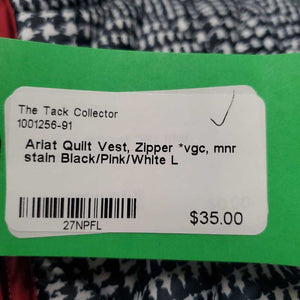 The Tack Collector
1001256-91
Ariat Quilt Vest, Zipper *vgc, mnr
stain Black/Pink/White L
$35.00
27NPFL